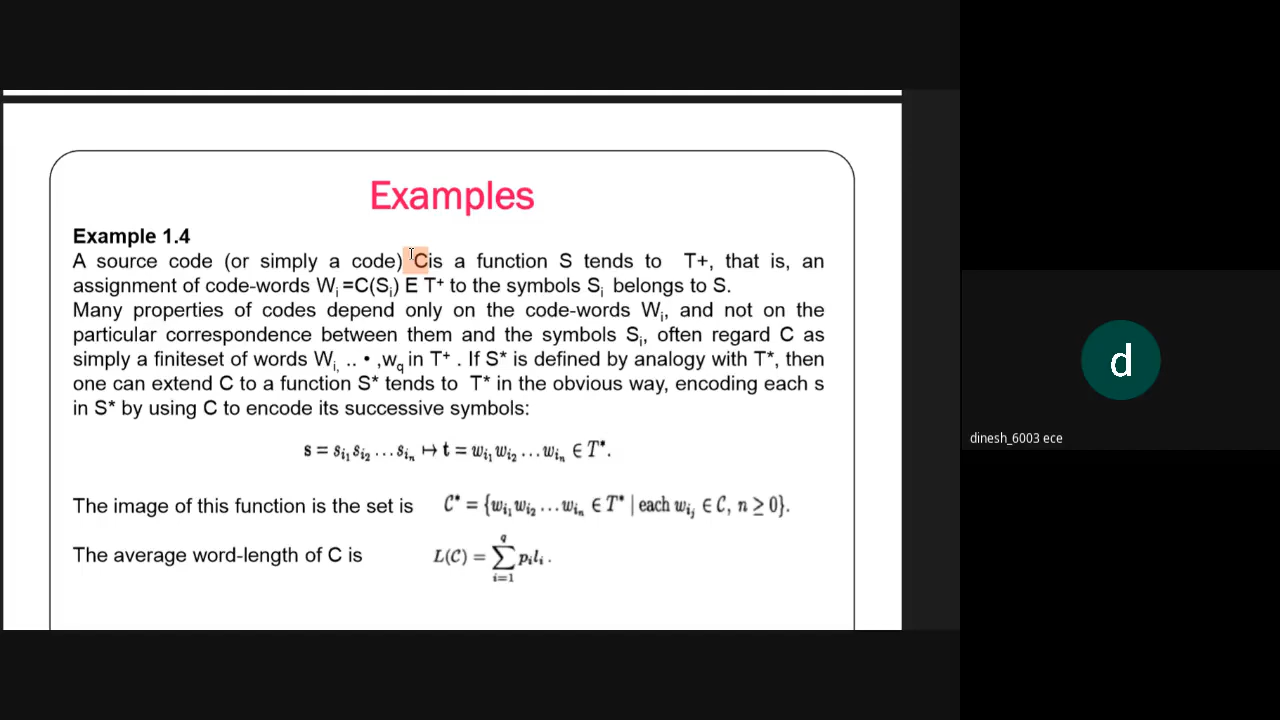 Examples
Example 1.4
A source code (or simply a code) Cis a function S tends to T+, that is, an
assignment of code-words Wi =C(Si) E T+ to the symbols Si belongs to S.
Many properties of codes depend only on the code-words Wi, and not on the
particular correspondence between them and the symbols Si, often regard C as
simply a finiteset of words Wi, .. • ,wq in T+ . If S* is defined by analogy with T*, then
one can extend C to a function S* tends to T* in the obvious way, encoding each s
in S* by using C to encode its successive symbols:
s = si1 si2 ... sin ↦ t = wi1 wi2 ... win ∈ T*.
The image of this function is the set is C* = {wi1 wi2 ... win ∈ T* | each wij ∈ C, n ≥ 0}.
The average word-length of C is L(C) = ∑_{i=1}^{q} pi li .
d
dinesh_6003 ece